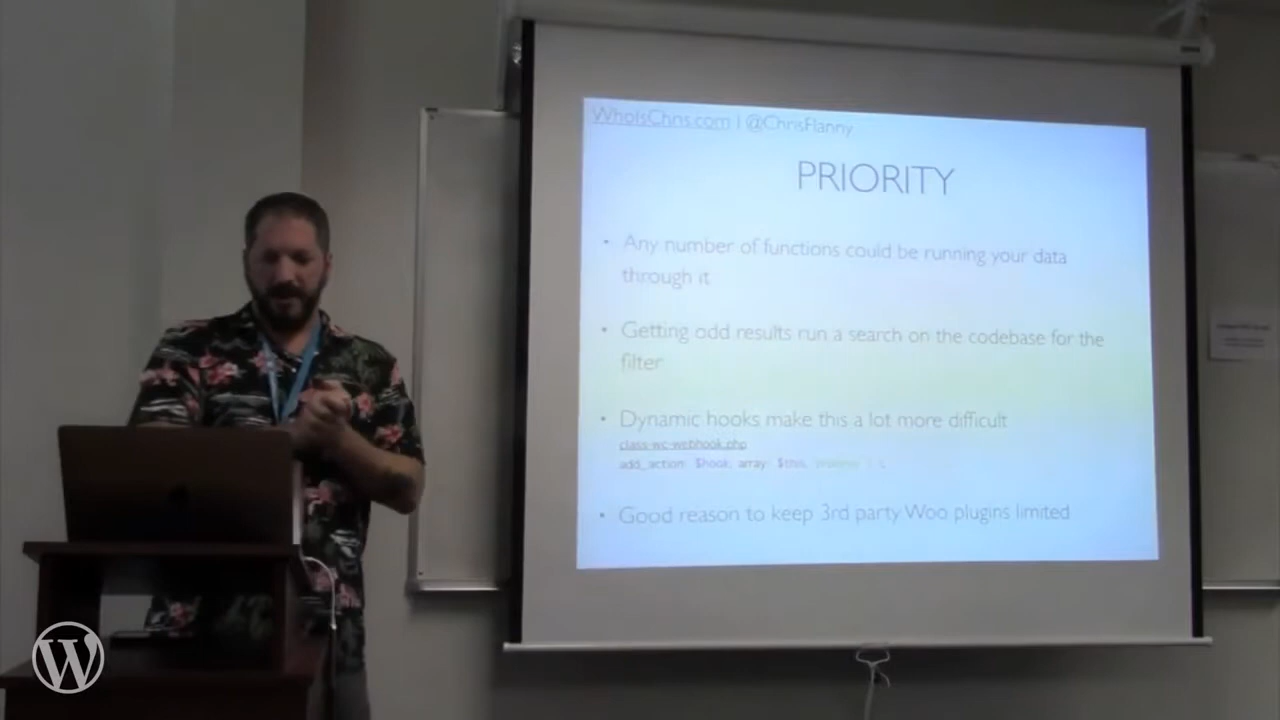 WhoIsChris.com | @ChrisFlanny
PRIORITY
• Any number of functions could be running your data
through it
• Getting odd results run a search on the codebase for the
filter
• Dynamic hooks make this a lot more difficult
class-wc-webhook.php
add_action $hook, array $this,
• Good reason to keep 3rd party Woo plugins limited